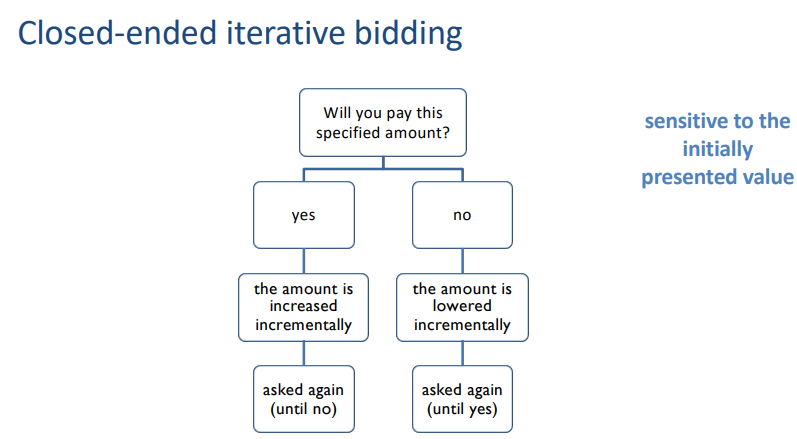 Closed-ended iterative bidding
Will you pay this
specified amount?
sensitive to the
initially
presented value
yes
no
the amount is
increased
incrementally
the amount is
lowered
incrementally
asked again
(until no)
asked again
(until yes)